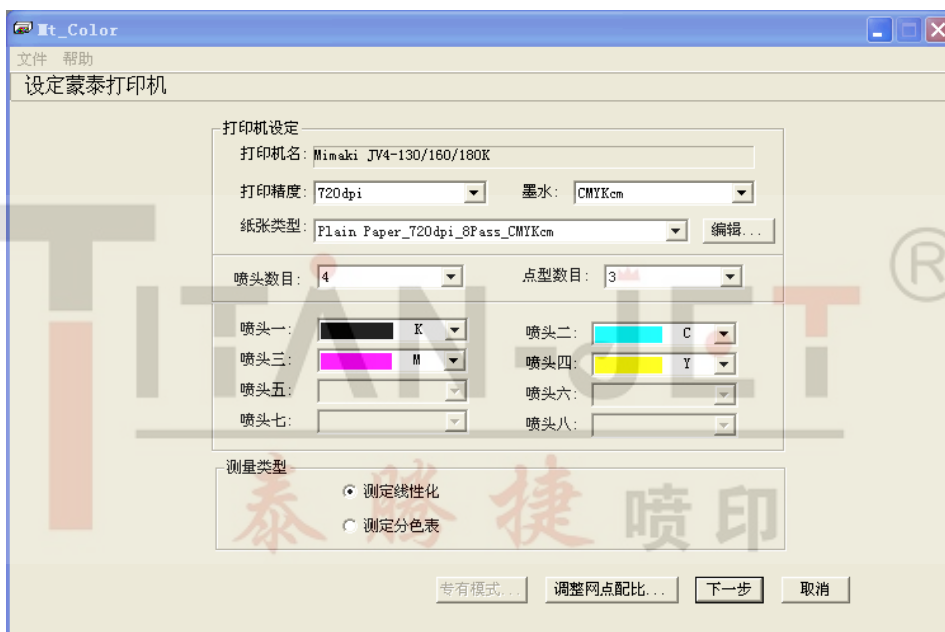 Mt_Color
文件 帮助
设定蒙泰打印机
打印机设定
打印机名: Mimaki JV4-130/160/180K
打印精度: 720dpi 墨水: CMYKcm
纸张类型: Plain Paper_720dpi_8Pass_CMYKcm 编辑...
喷头数目: 4 点型数目: 3
喷头一: K 喷头二: C
喷头三: M 喷头四: Y
喷头五: 喷头六:
喷头七: 喷头八:
测量类型
测定线性化
测定分色表
专有模式... 调整网点配比... 下一步 取消
TITAN-JET ®
泰腾捷 喷印